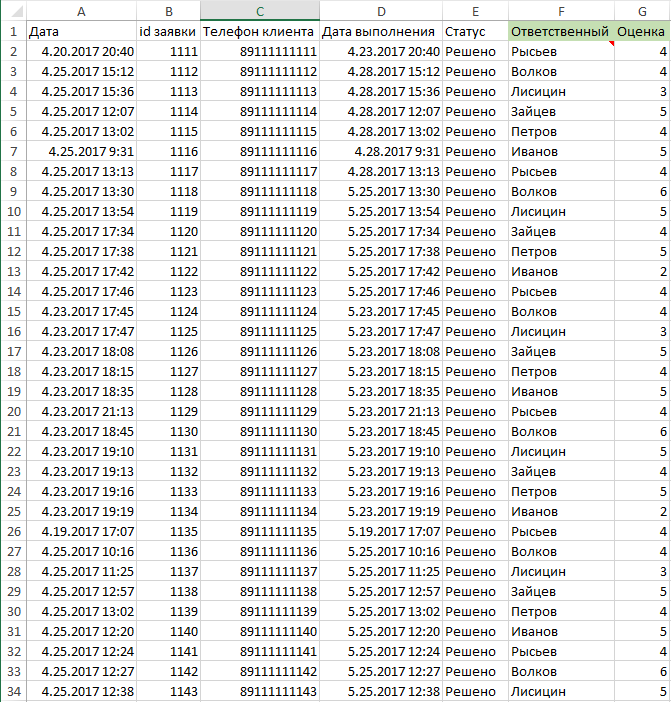 A B C D E F G
1 Дата id заявки Телефон клиента Дата выполнения Статус Ответственный Оценка
2 4.20.2017 20:40 1111 89111111111 4.23.2017 20:40 Решено Рысьев 4
3 4.25.2017 15:12 1112 89111111112 4.28.2017 15:12 Решено Волков 4
4 4.25.2017 15:36 1113 89111111113 4.28.2017 15:36 Решено Лисицин 3
5 4.25.2017 12:07 1114 89111111114 4.28.2017 12:07 Решено Зайцев 5
6 4.25.2017 13:02 1115 89111111115 4.28.2017 13:02 Решено Петров 4
7 4.25.2017 9:31 1116 89111111116 4.28.2017 9:31 Решено Иванов 5
8 4.25.2017 13:13 1117 89111111117 4.28.2017 13:13 Решено Рысьев 4
9 4.25.2017 13:30 1118 89111111118 5.25.2017 13:30 Решено Волков 6
10 4.25.2017 13:54 1119 89111111119 5.25.2017 13:54 Решено Лисицин 5
11 4.25.2017 17:34 1120 89111111120 5.25.2017 17:34 Решено Зайцев 4
12 4.25.2017 17:38 1121 89111111121 5.25.2017 17:38 Решено Петров 5
13 4.25.2017 17:42 1122 89111111122 5.25.2017 17:42 Решено Иванов 2
14 4.25.2017 17:46 1123 89111111123 5.25.2017 17:46 Решено Рысьев 4
15 4.23.2017 17:45 1124 89111111124 5.23.2017 17:45 Решено Волков 4
16 4.23.2017 17:47 1125 89111111125 5.23.2017 17:47 Решено Лисицин 3
17 4.23.2017 18:08 1126 89111111126 5.23.2017 18:08 Решено Зайцев 5
18 4.23.2017 18:15 1127 89111111127 5.23.2017 18:15 Решено Петров 4
19 4.23.2017 18:35 1128 89111111128 5.23.2017 18:35 Решено Иванов 5
20 4.23.2017 21:13 1129 89111111129 5.23.2017 21:13 Решено Рысьев 4
21 4.23.2017 18:45 1130 89111111130 5.23.2017 18:45 Решено Волков 6
22 4.23.2017 19:10 1131 89111111131 5.23.2017 19:10 Решено Лисицин 5
23 4.23.2017 19:13 1132 89111111132 5.23.2017 19:13 Решено Зайцев 4
24 4.23.2017 19:16 1133 89111111133 5.23.2017 19:16 Решено Петров 5
25 4.23.2017 19:19 1134 89111111134 5.23.2017 19:19 Решено Иванов 2
26 4.19.2017 17:07 1135 89111111135 5.19.2017 17:07 Решено Рысьев 4
27 4.25.2017 10:16 1136 89111111136 5.25.2017 10:16 Решено Волков 4
28 4.25.2017 11:25 1137 89111111137 5.25.2017 11:25 Решено Лисицин 3
29 4.25.2017 12:57 1138 89111111138 5.25.2017 12:57 Решено Зайцев 5
30 4.25.2017 13:02 1139 89111111139 5.25.2017 13:02 Решено Петров 4
31 4.25.2017 12:20 1140 89111111140 5.25.2017 12:20 Решено Иванов 5
32 4.25.2017 12:24 1141 89111111141 5.25.2017 12:24 Решено Рысьев 4
33 4.25.2017 12:27 1142 89111111142 5.25.2017 12:27 Решено Волков 6
34 4.25.2017 12:38 1143 89111111143 5.25.2017 12:38 Решено Лисицин 5